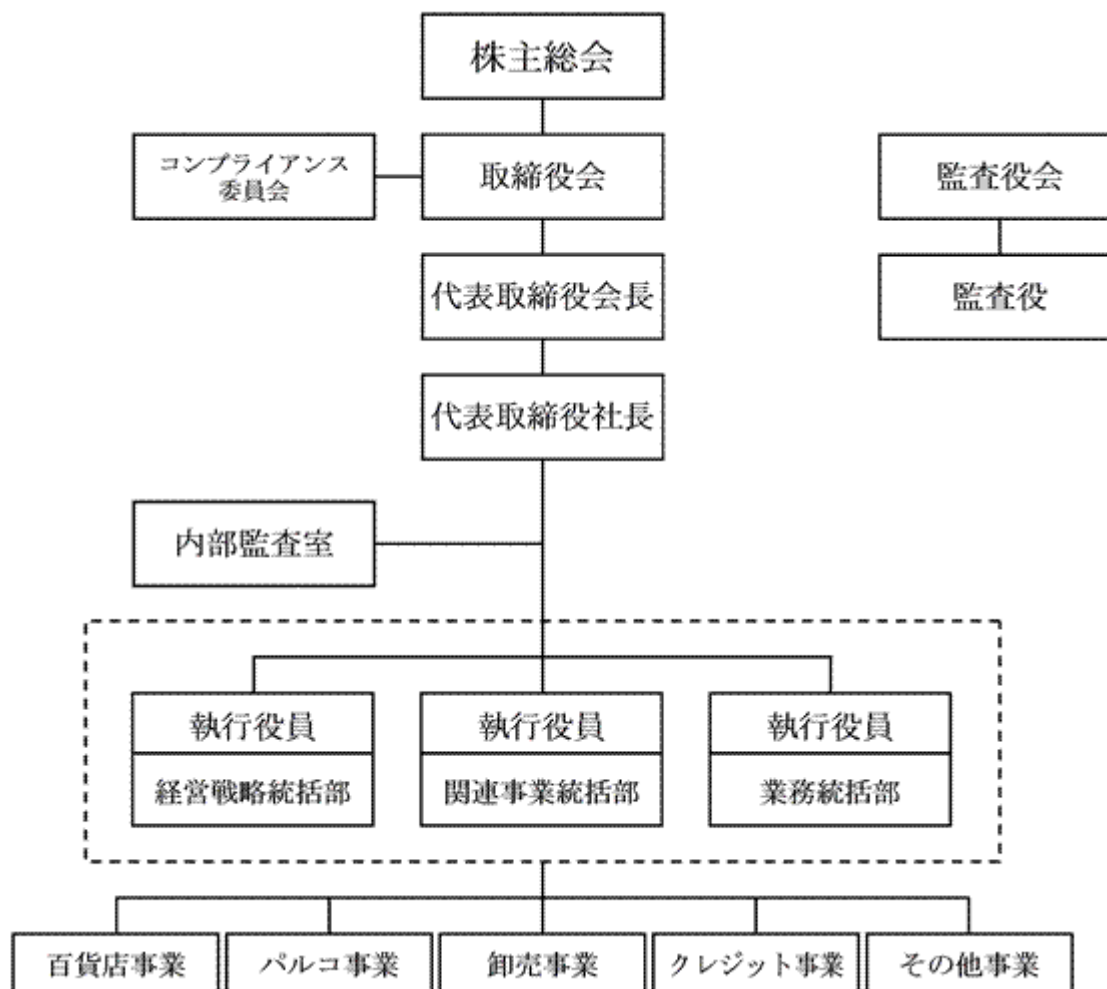 株主総会
コンプライアンス
委員会
取締役会
監査役会
代表取締役会長
監査役
代表取締役社長
内部監査室
執行役員
経営戦略統括部
執行役員
関連事業統括部
執行役員
業務統括部
百貨店事業
パルコ事業
卸売事業
クレジット事業
その他事業